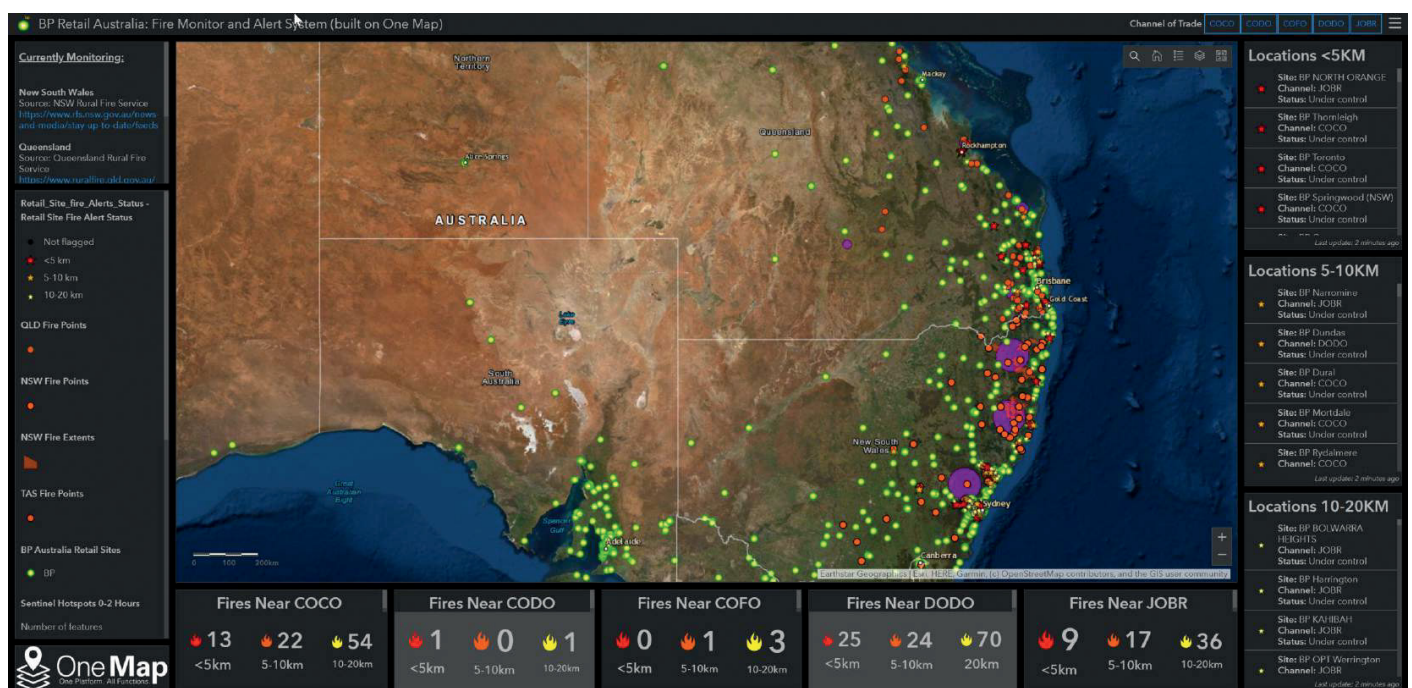 BP Retail Australia: Fire Monitor and Alert System (built on One Map)
Channel of Trade COCO CODO COFO DODO JOBR
Currently Monitoring:
New South Wales
Source: NSW Rural Fire Service
https://www.rfs.nsw.gov.au/news
-and-media/stay-up-to-date/feeds
Queensland
Source: Queensland Rural Fire
Service
https://www.ruralfire.qld.gov.au/
Retail_Site_fire_Alerts_Status -
Retail Site Fire Alert Status
Not flagged
<5 km
5-10 km
10-20 km
QLD Fire Points
NSW Fire Points
NSW Fire Extents
TAS Fire Points
BP Australia Retail Sites
BP
Sentinel Hotspots 0-2 Hours
Number of features
OneMap
One Platform. All Functions.
Northern
Territory
Mackay
Queensland
Alice Springs
Rockhampton
AUSTRALIA
Brisbane
Gold Coast
Lake
Eyre
South
Australia
New South
Wales
Great
Australian
Bight
Spencer
Gulf
Adelaide
Sydney
Canberra
0 100 200km
+
−
Earthstar Geographics | Esri, HERE, Garmin, (c) OpenStreetMap contributors, and the GIS user community
Fires Near COCO
13 22 54
<5km 5-10km 10-20km
Fires Near CODO
1 0 1
<5km 5-10km 10-20km
Fires Near COFO
0 1 3
<5km 5-10km 10-20km
Fires Near DODO
25 24 70
<5km 5-10km 20km
Fires Near JOBR
9 17 36
<5km 5-10km 10-20km
Locations <5KM
Site: BP NORTH ORANGE
Channel: JOBR
Status: Under control
Site: BP Thornleigh
Channel: COCO
Status: Under control
Site: BP Toronto
Channel: COCO
Status: Under control
Site: BP Springwood (NSW)
Channel: COCO
Status: Under control
Last update: 2 minutes ago
Locations 5-10KM
Site: BP Narromine
Channel: JOBR
Status: Under control
Site: BP Dundas
Channel: DODO
Status: Under control
Site: BP Dural
Channel: COCO
Status: Under control
Site: BP Mortdale
Channel: COCO
Status: Under control
Site: BP Rydalmere
Channel: COCO
Last update: 2 minutes ago
Locations 10-20KM
Site: BP BOLWARRA
HEIGHTS
Channel: JOBR
Status: Under control
Site: BP Harrington
Channel: JOBR
Status: Under control
Site: BP KAHIBAH
Channel: JOBR
Status: Under control
Site: BP OPT Werrington
Channel: JOBR
Last update: 2 minutes ago